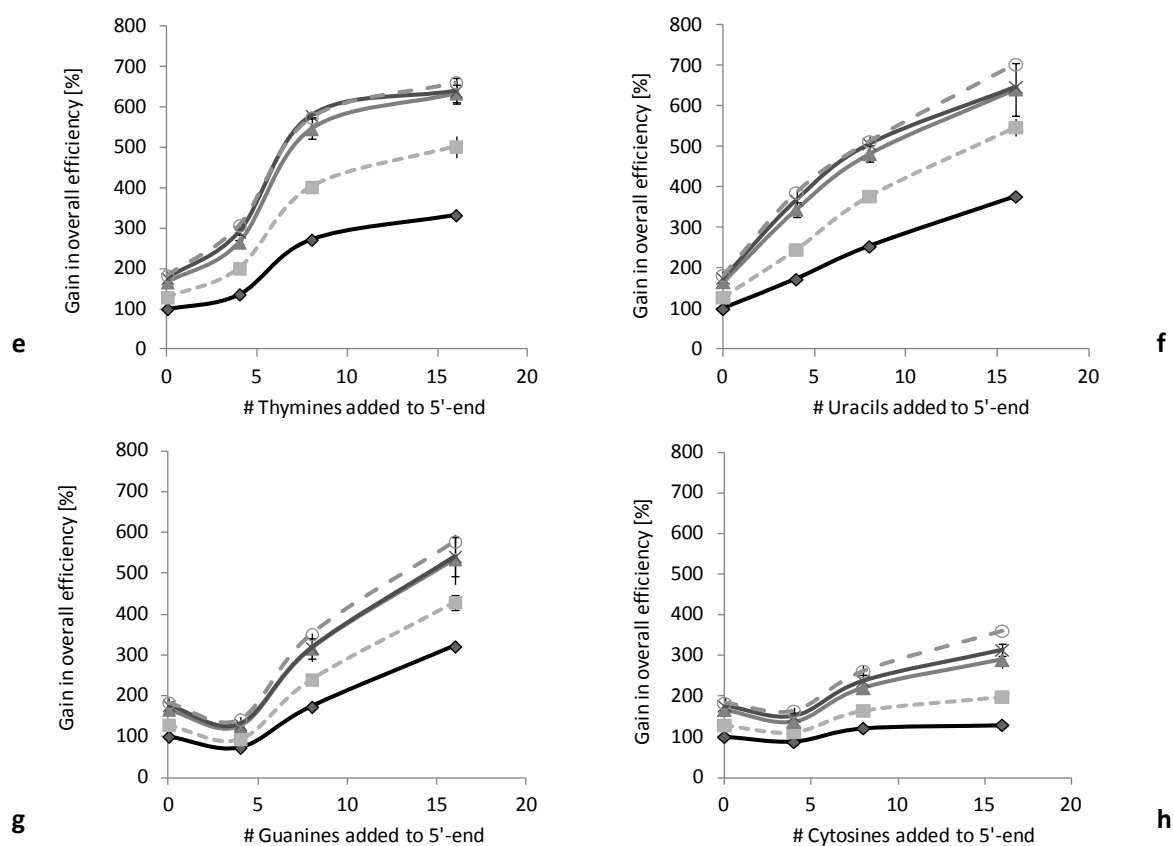 800
700
600
500
400
300
200
100
0
Gain in overall efficiency [%]
0 5 10 15 20
# Thymines added to 5'-end
e
800
700
600
500
400
300
200
100
0
Gain in overall efficiency [%]
0 5 10 15 20
# Uracils added to 5'-end
f
800
700
600
500
400
300
200
100
0
Gain in overall efficiency [%]
0 5 10 15 20
# Guanines added to 5'-end
g
800
700
600
500
400
300
200
100
0
Gain in overall efficiency [%]
0 5 10 15 20
# Cytosines added to 5'-end
h